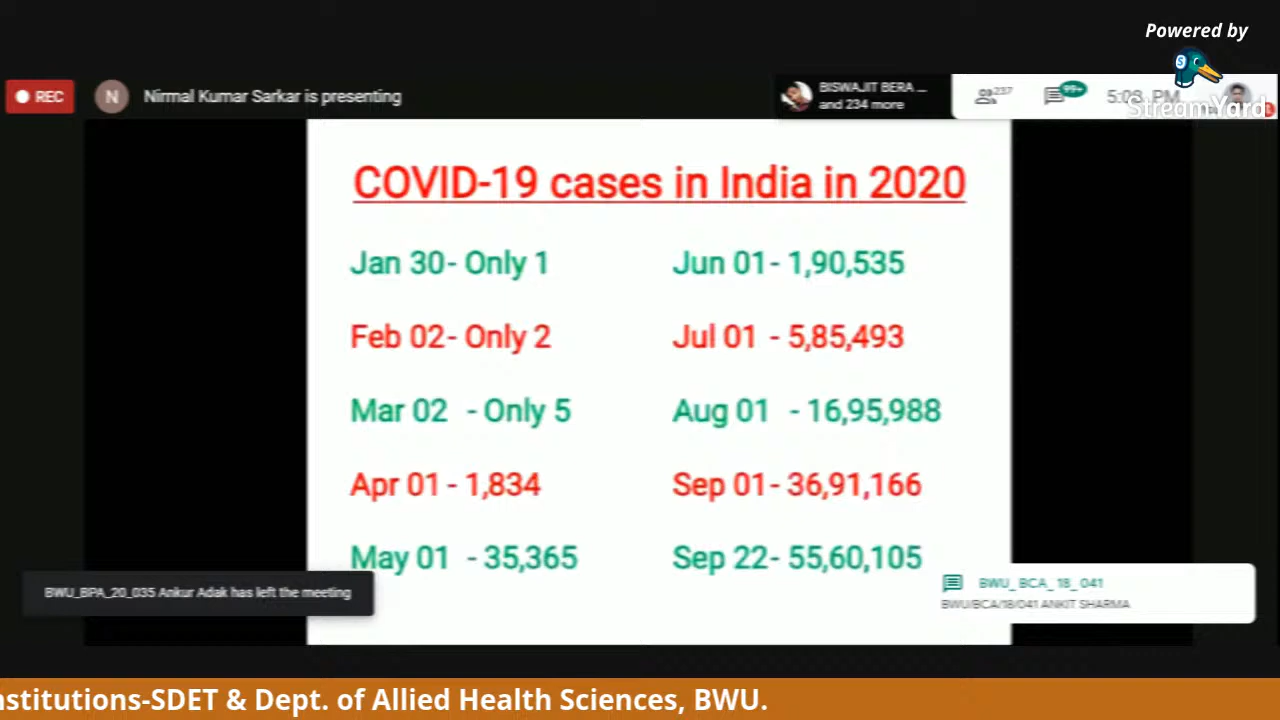 Powered by
StreamYard
REC
N
Nirmal Kumar Sarkar is presenting
BISWAJIT BERA ...
and 234 more
237
99+
PM
COVID-19 cases in India in 2020
Jan 30- Only 1
Jun 01- 1,90,535
Feb 02- Only 2
Jul 01 - 5,85,493
Mar 02 - Only 5
Aug 01 - 16,95,988
Apr 01 - 1,834
Sep 01- 36,91,166
May 01 - 35,365
Sep 22- 55,60,105
BWU_BPA_20_035 Ankur Adak has left the meeting
BWU_BCA_18_041
BWU/BCA/18/041 ANKIT SHARMA
nstitutions-SDET & Dept. of Allied Health Sciences, BWU.